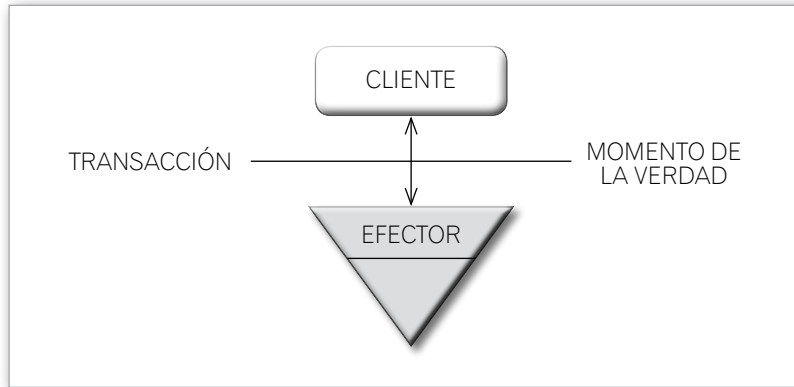 CLIENTE
TRANSACCIÓN
MOMENTO DE
LA VERDAD
EFECTOR